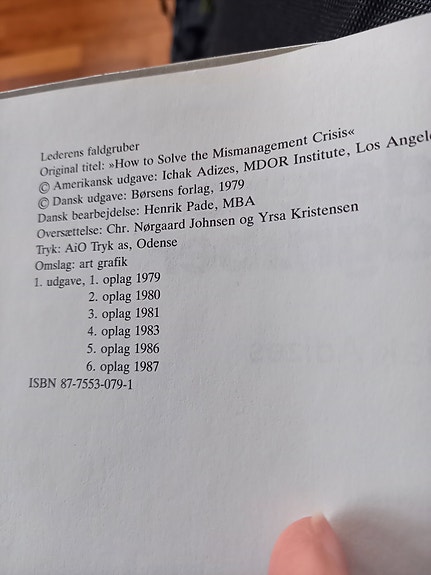 Lederens faldgruber
Original titel: »How to Solve the Mismanagement Crisis«
© Amerikansk udgave: Ichak Adizes, MDOR Institute, Los
© Dansk udgave: Børsens forlag, 1979
Dansk bearbejdelse: Henrik Pade, MBA
Oversættelse: Chr. Nørgaard Johnsen og Yrsa Kristensen
Tryk: AiO Tryk as, Odense
Omslag: art grafik
1. udgave, 1. oplag 1979
2. oplag 1980
3. oplag 1981
4. oplag 1983
5. oplag 1986
6. oplag 1987
ISBN 87-7553-079-1